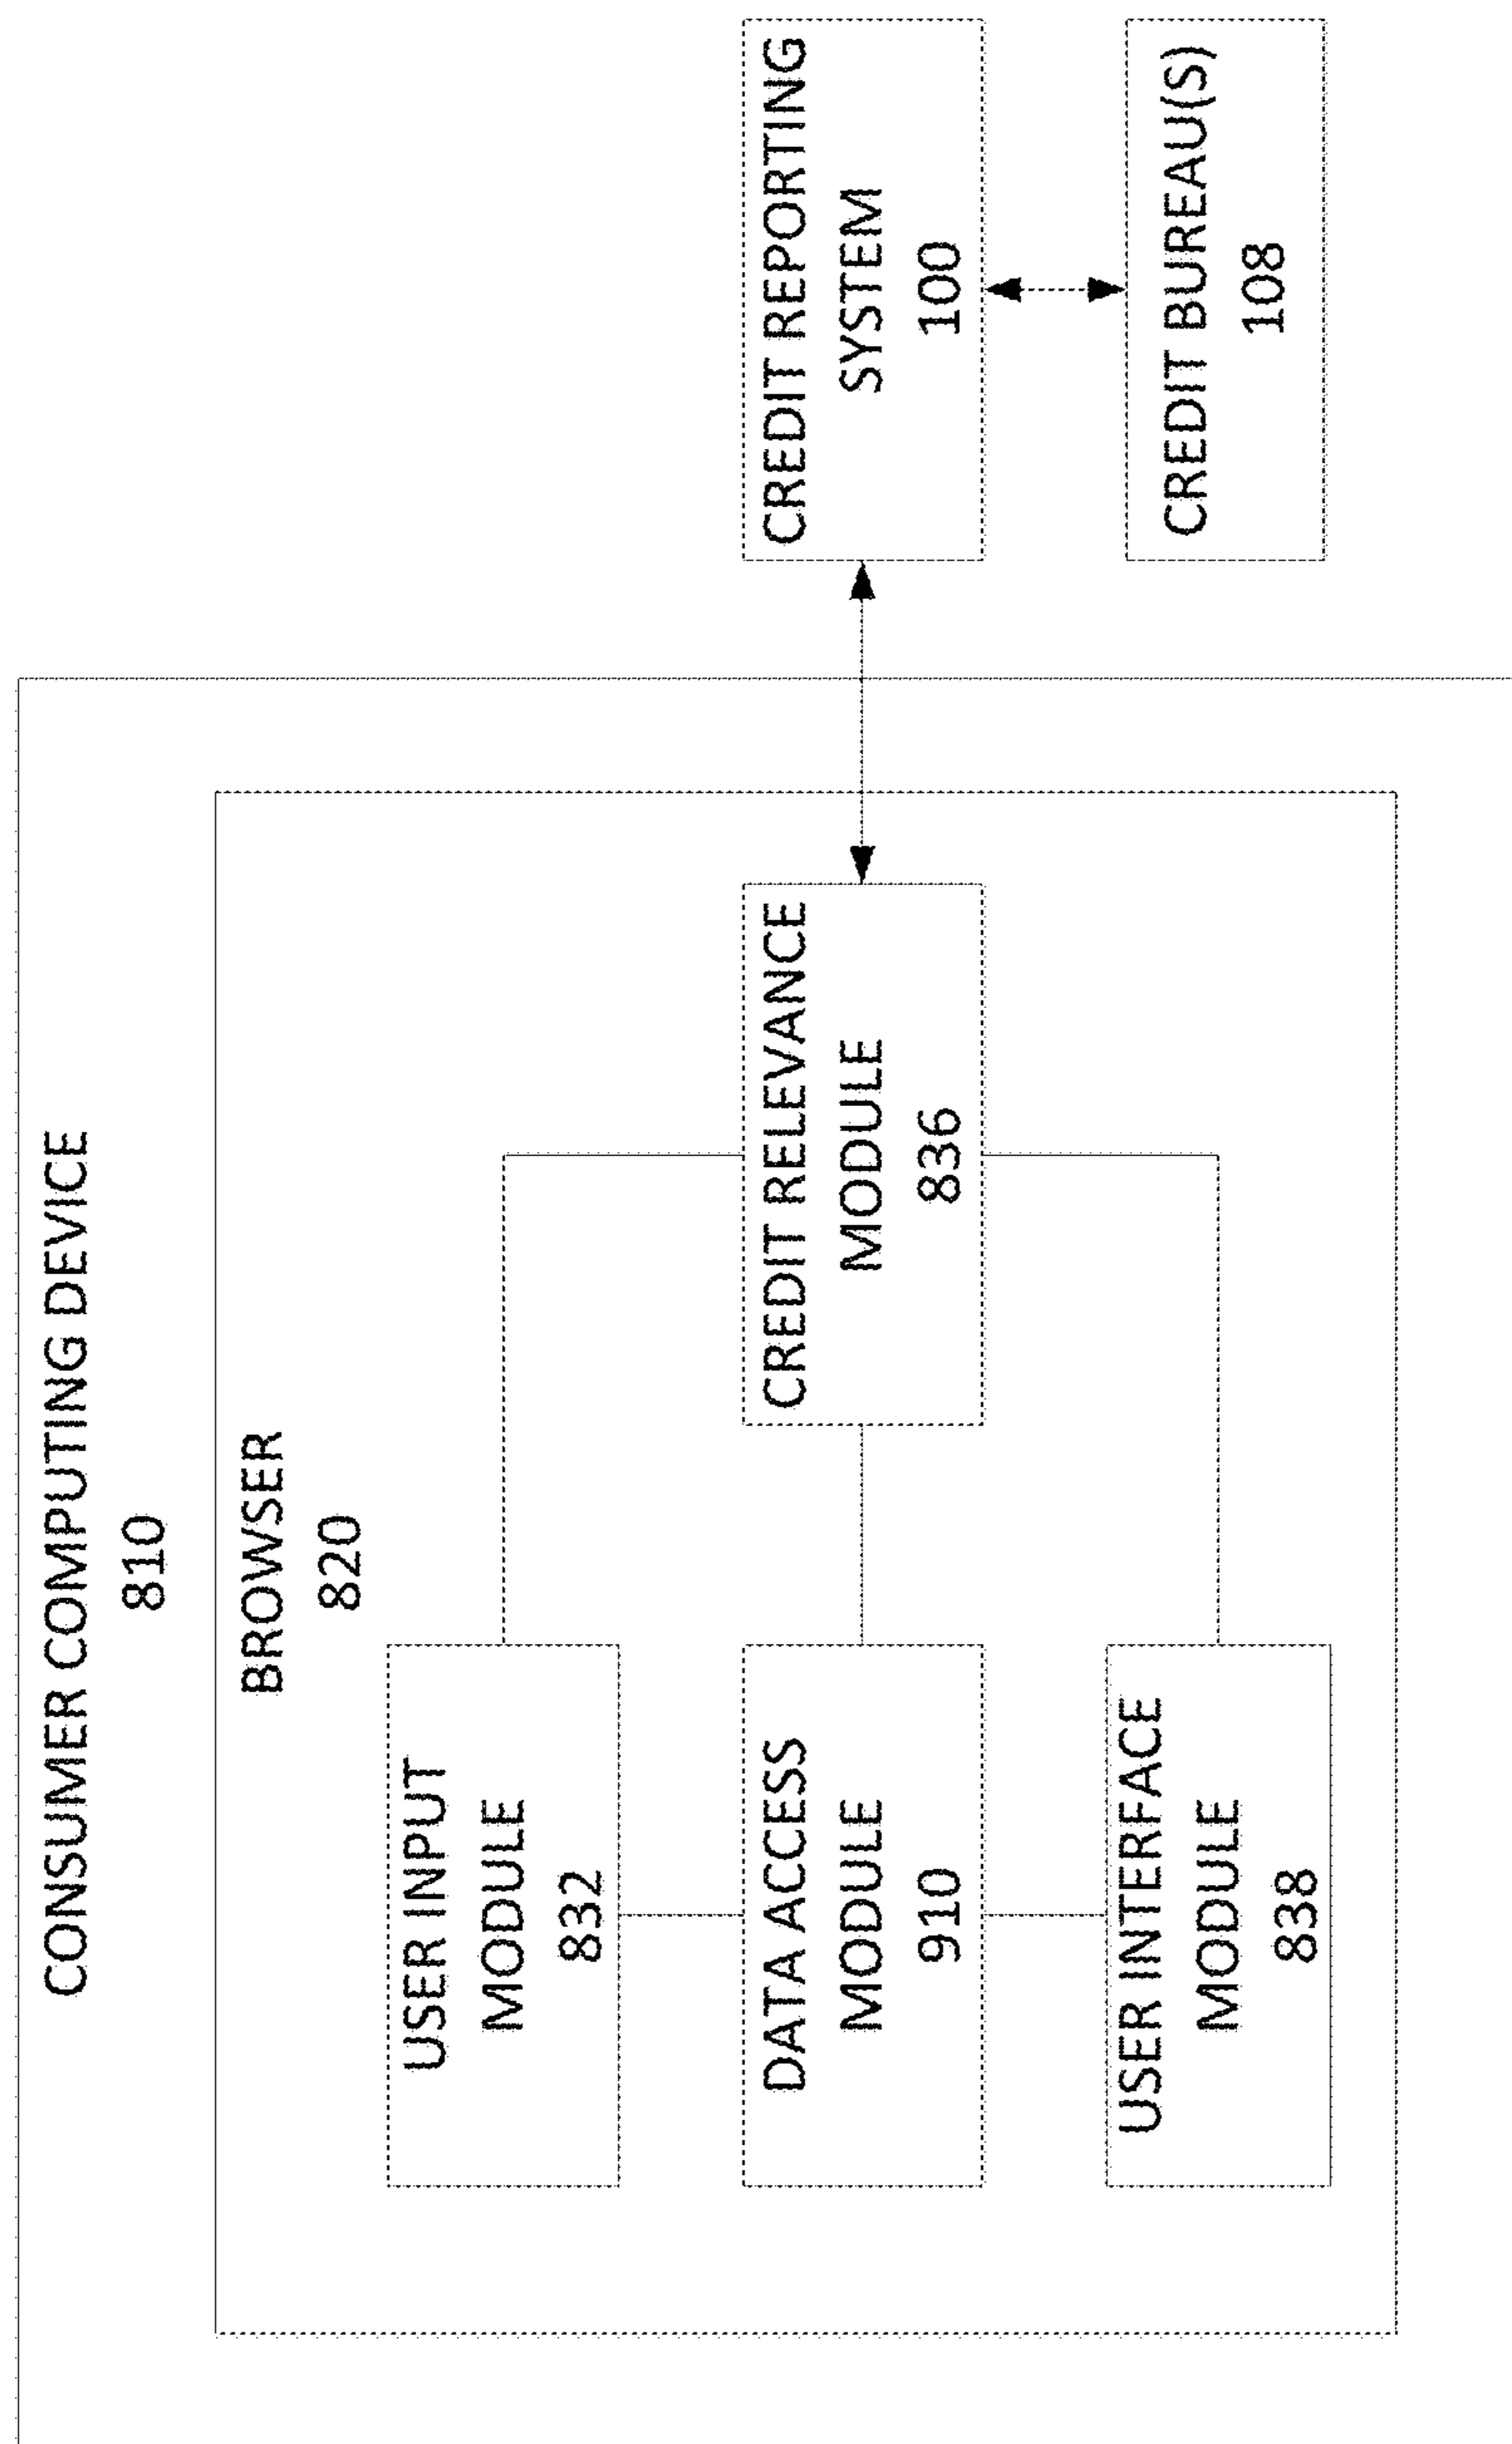 CONSUMER COMPUTING DEVICE
810
BROWSER
820
USER INPUT
MODULE
832
DATA ACCESS
MODULE
910
USER INTERFACE
MODULE
838
CREDIT RELEVANCE
MODULE
836
CREDIT REPORTING
SYSTEM
100
CREDIT BUREAU(S)
108